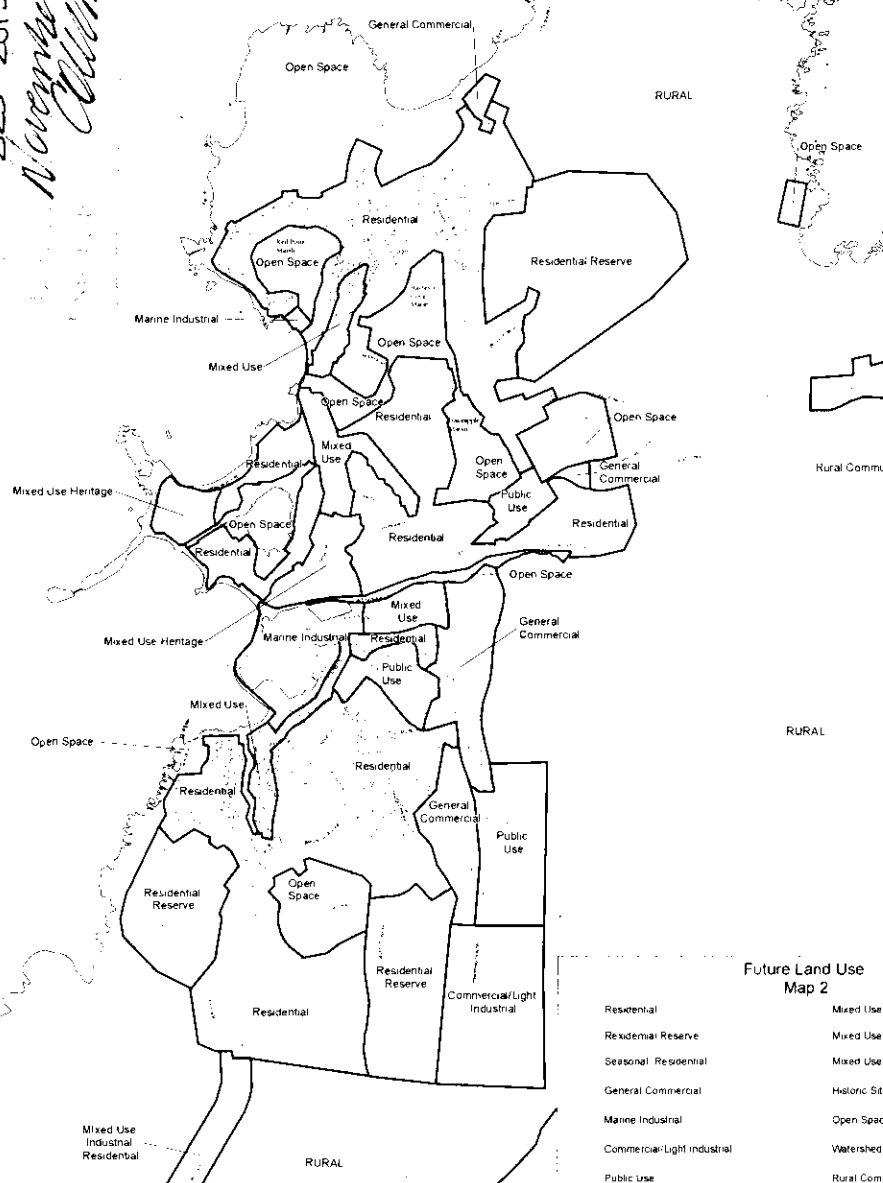 2013
General Commercial
Open Space
RURAL
Open Space
Residential
Open Space
Residential Reserve
Marine Industrial
Open Space
Mixed Use
Open Space
Residential
Open Space
Mixed
Use
Residential
Open
Space
General
Commercial
Rural Commu
Mixed Use Heritage
Public
Use
Open Space
Residential
Residential
Residential
Open Space
Mixed
Use
General
Commercial
Mixed Use Heritage
Marine Industrial
Residential
Public
Use
Mixed Use
Open Space
RURAL
Residential
Residential
General
Commercial
Public
Use
Open
Space
Residential
Reserve
Residential
Reserve
Commercial/Light
Industrial
Residential
Mixed Use
Industrial
Residential
RURAL
Future Land Use
Map 2
Residential
Residential Reserve
Seasonal Residential
General Commercial
Marine Industrial
Commercial/Light Industrial
Public Use
Mixed Use
Mixed Use
Mixed Use
Historic Sit
Open Spac
Watershed
Rural Com